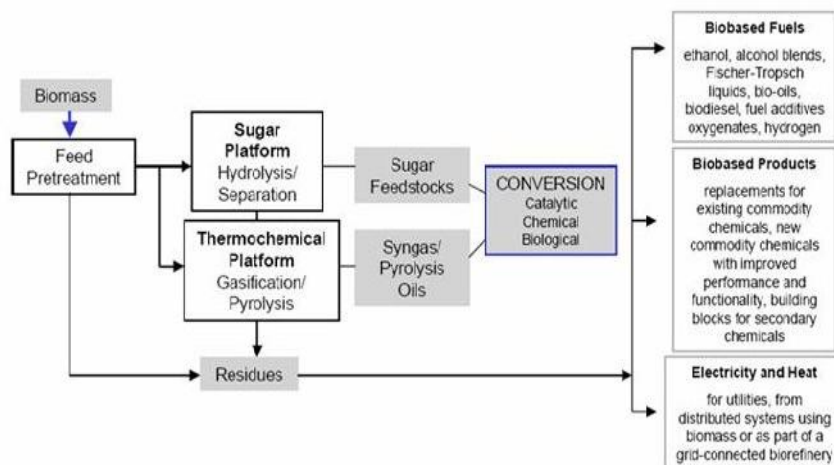 Biomass
Feed
Pretreatment
Sugar
Platform
Hydrolysis/
Separation
Thermochemical
Platform
Gasification/
Pyrolysis
Sugar
Feedstocks
Syngas/
Pyrolysis
Oils
CONVERSION
Catalytic
Chemical
Biological
Residues
Biobased Fuels
ethanol, alcohol blends,
Fischer-Tropsch
liquids, bio-oils,
biodiesel, fuel additives
oxygenates, hydrogen
Biobased Products
replacements for
existing commodity
chemicals, new
commodity chemicals
with improved
performance and
functionality, building
blocks for secondary
chemicals
Electricity and Heat
for utilities, from
distributed systems using
biomass or as part of a
grid-connected biorefinery